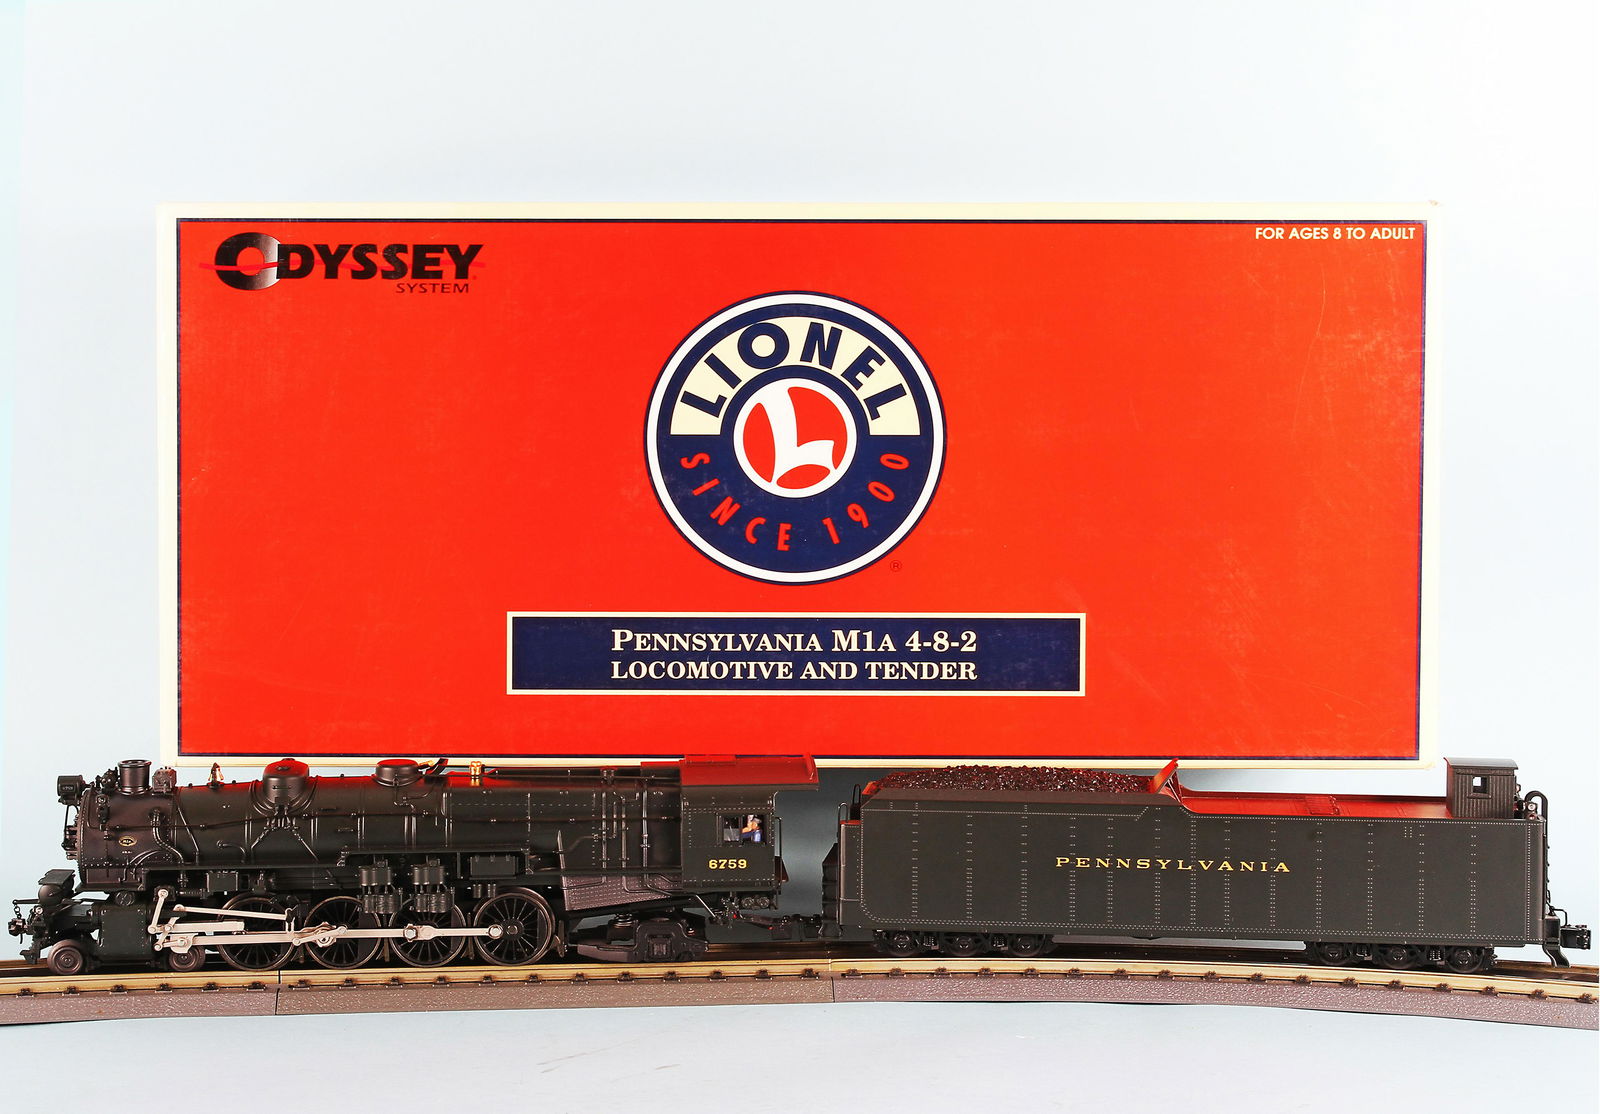 ODYSSEY
SYSTEM
FOR AGES 8 TO ADULT
LIONEL
L
SINCE 1900
®
PENNSYLVANIA M1A 4-8-2
LOCOMOTIVE AND TENDER
6759
PENNSYLVANIA